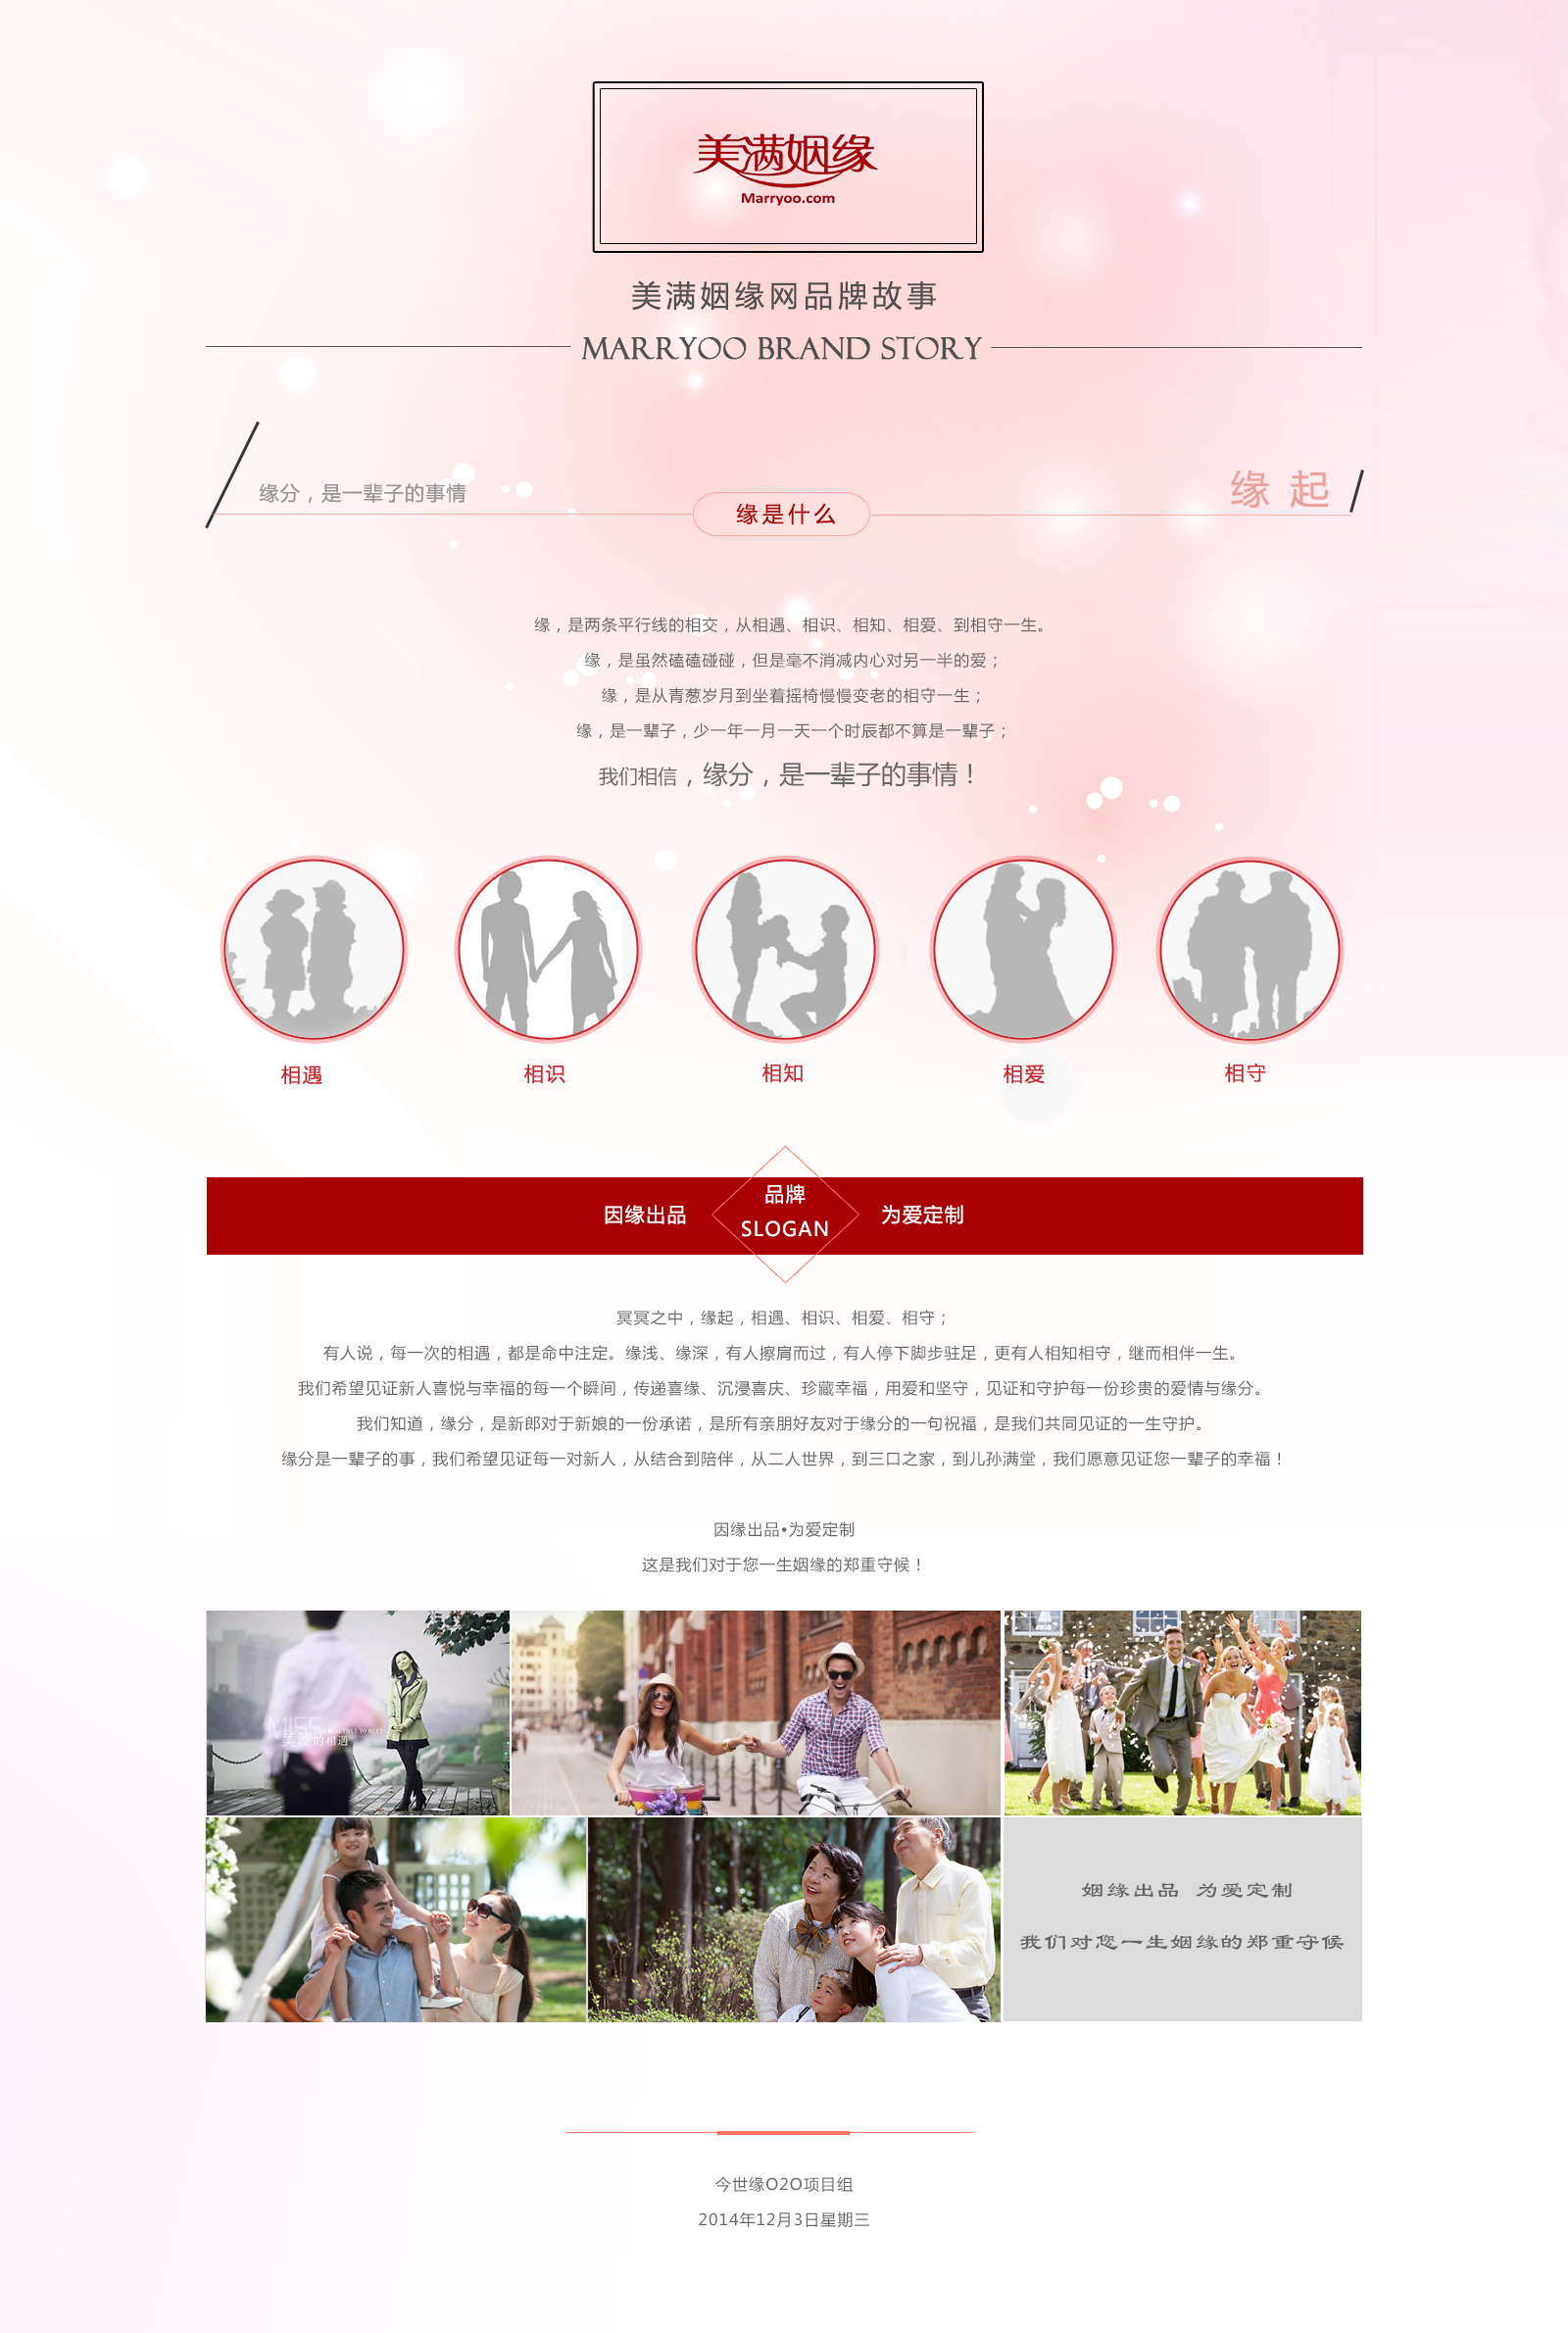 美满姻缘
Marryoo.com
美满姻缘网品牌故事
MARRYOO BRAND STORY
缘分，是一辈子的事情
缘是什么
缘 起
缘，是两条平行线的相交，从相遇、相识、相知、相爱、到相守一生。
缘，是虽然磕磕碰碰，但是毫不消减内心对另一半的爱；
缘，是从青葱岁月到坐着摇椅慢慢变老的相守一生；
缘，是一辈子，少一年一月一天一个时辰都不算是一辈子；
我们相信，缘分，是一辈子的事情！
相遇
相识
相知
相爱
相守
因缘出品
品牌
SLOGAN
为爱定制
冥冥之中，缘起，相遇、相识、相爱、相守；
有人说，每一次的相遇，都是命中注定。缘浅、缘深，有人擦肩而过，有人停下脚步驻足，更有人相知相守，继而相伴一生。
我们希望见证新人喜悦与幸福的每一个瞬间，传递喜缘、沉浸喜庆、珍藏幸福，用爱和坚守，见证和守护每一份珍贵的爱情与缘分。
我们知道，缘分，是新郎对于新娘的一份承诺，是所有亲朋好友对于缘分的一句祝福，是我们共同见证的一生守护。
缘分是一辈子的事，我们希望见证每一对新人，从结合到陪伴，从二人世界，到三口之家，到儿孙满堂，我们愿意见证您一辈子的幸福！
因缘出品•为爱定制
这是我们对于您一生姻缘的郑重守候！
MISS
美丽的相遇
姻缘出品 为爱定制
我们对您一生姻缘的郑重守候
今世缘O2O项目组
2014年12月3日星期三